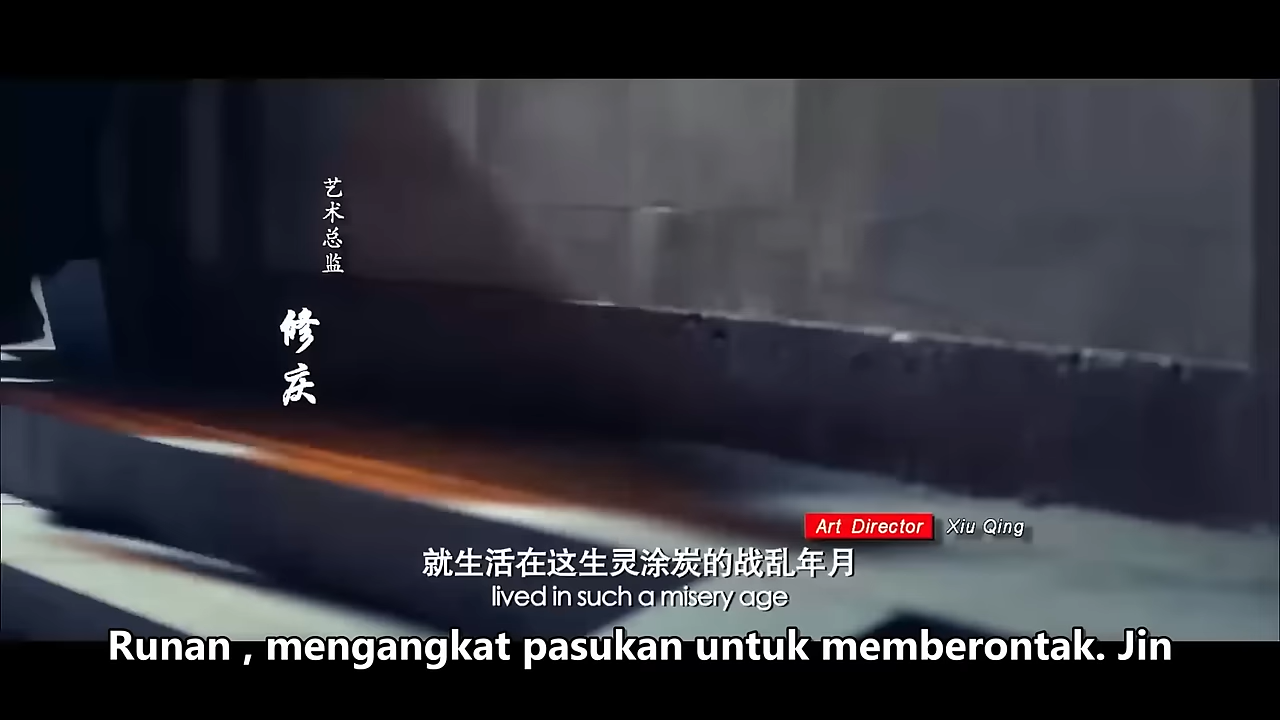 艺术总监
修庆
Art Director Xiu Qing
就生活在这生灵涂炭的战乱年月
lived in such a misery age
Runan , mengangkat pasukan untuk memberontak. Jin